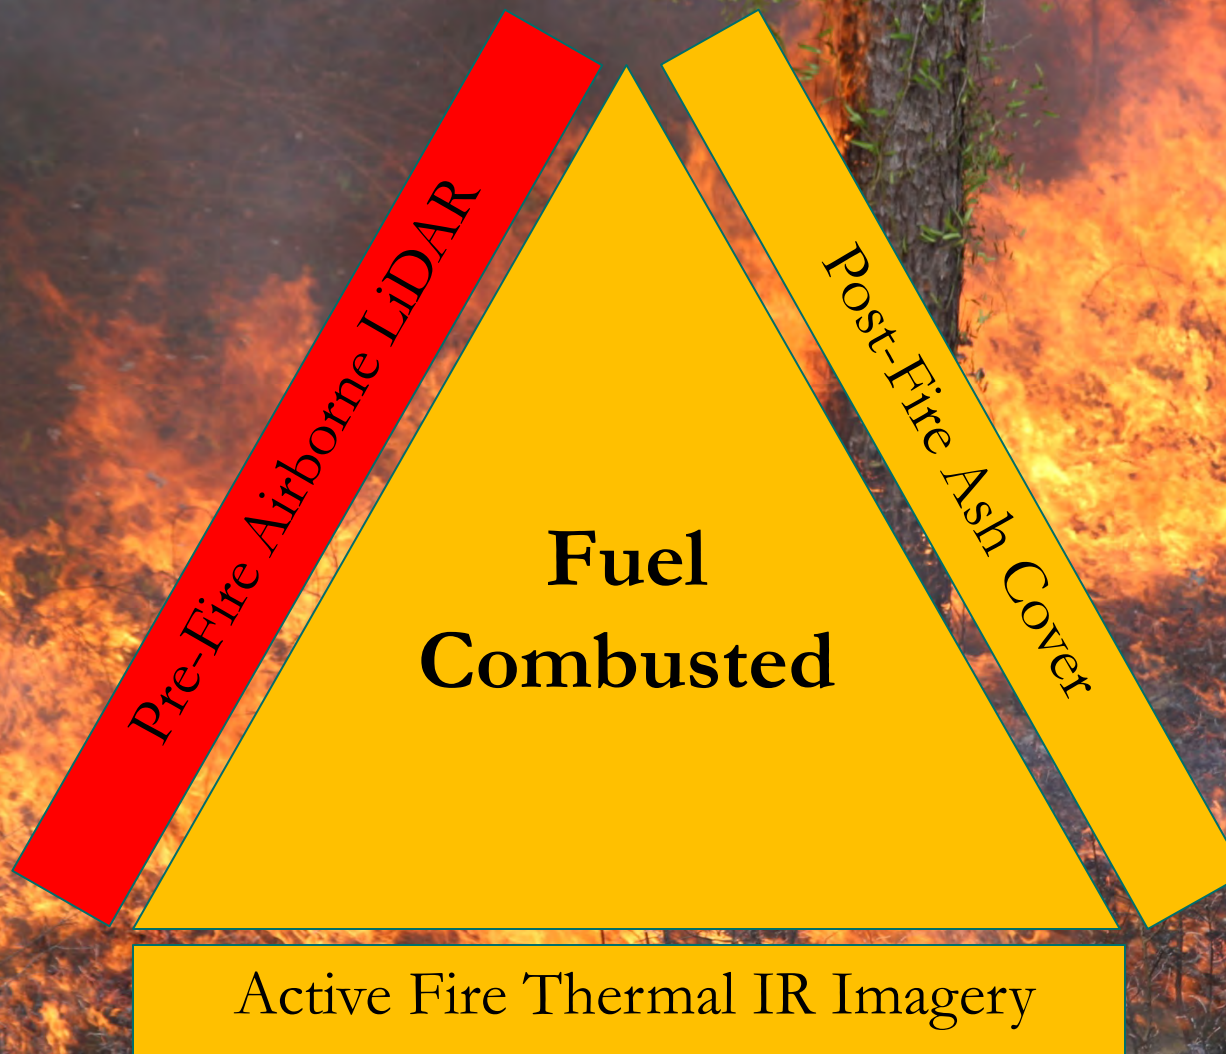 Pre-Fire Airborne LiDAR
Post-Fire Ash Cover
Fuel
Combusted
Active Fire Thermal IR Imagery